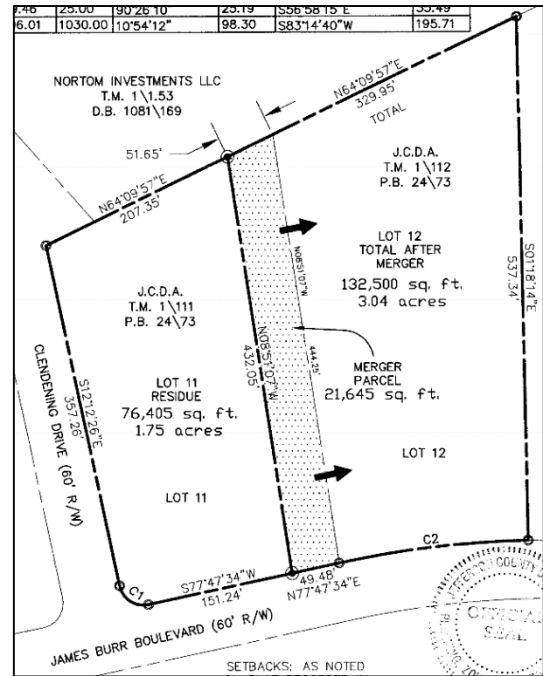 25.00 90°26'10" 25.19 S56°58'15"E 35.49
6.01 1030.00 10°54'12" 98.30 S83°14'40"W 195.71
NORTOM INVESTMENTS LLC
T.M. 1\1.53
D.B. 1081\169
51.65'
N64°09'57"E
329.95'
TOTAL
N64°09'57"E
207.35'
J.C.D.A.
T.M. 1\112
P.B. 24\73
LOT 12
TOTAL AFTER
MERGER
132,500 sq. ft.
3.04 acres
S01°18'14"E
537.34'
N08°51'07"W
444.25'
J.C.D.A.
T.M. 1\111
P.B. 24\73
N08°51'07"W
432.05'
MERGER
PARCEL
21,645 sq. ft.
CLENDENING DRIVE (60' R/W)
S12°12'26"E
357.26'
LOT 11
RESIDUE
76,405 sq. ft.
1.75 acres
LOT 12
LOT 11
C2
C1
S77°47'34"W
151.24'
49.48'
N77°47'34"E
JAMES BURR BOULEVARD (60' R/W)
JEFFERSON COUNTY
OFFICIAL
SEAL
SETBACKS: AS NOTED